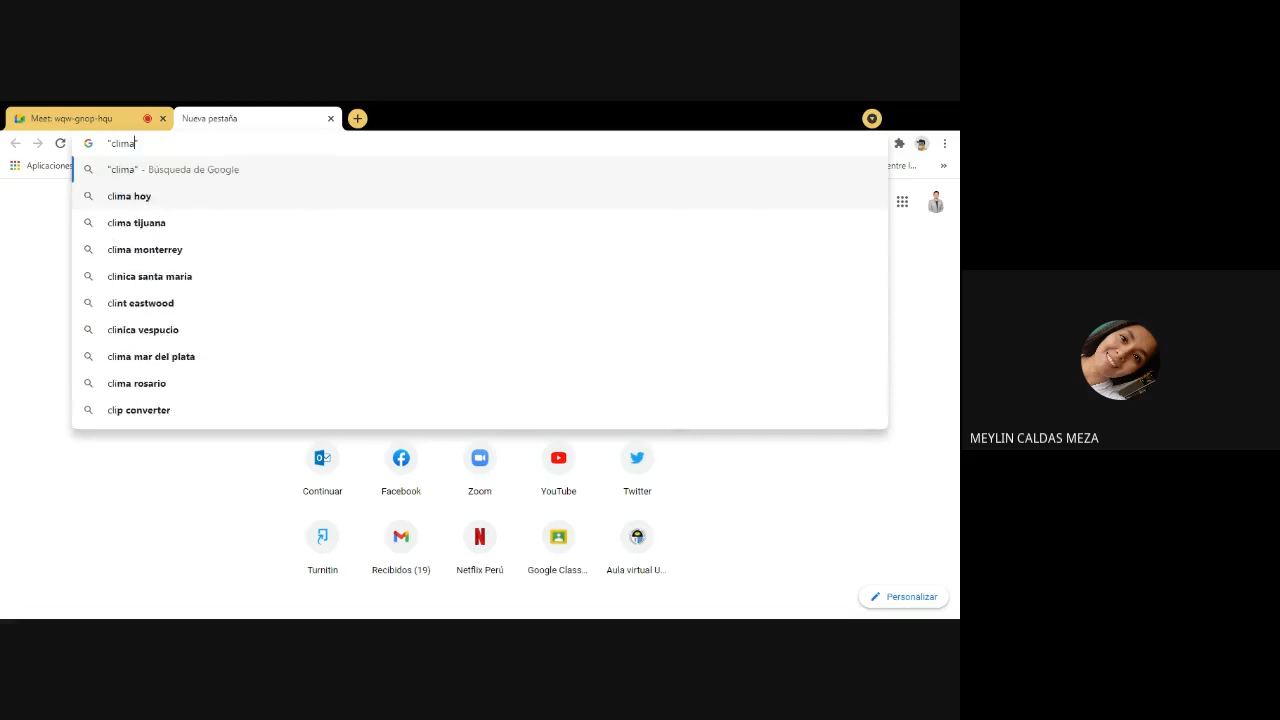 Meet: wqw-gnop-hqu
Nueva pestaña
"clima"
Aplicaciones
entre l...
"clima" - Búsqueda de Google
clima hoy
clima tijuana
clima monterrey
clinica santa maria
clint eastwood
clinica vespucio
clima mar del plata
clima rosario
clip converter
Continuar
Facebook
Zoom
YouTube
Twitter
Turnitin
Recibidos (19)
Netflix Perú
Google Class...
Aula virtual U...
Personalizar
MEYLIN CALDAS MEZA